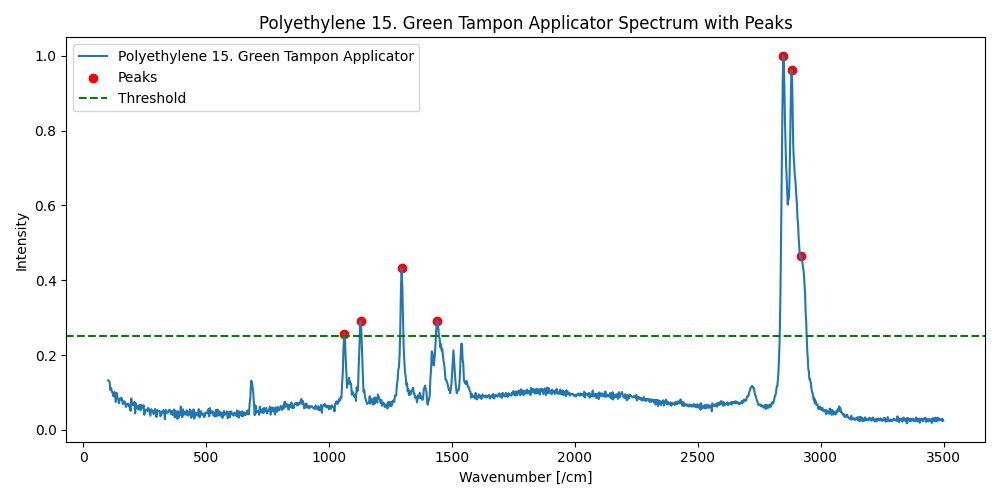 Polyethylene 15. Green Tampon Applicator Spectrum with Peaks
Polyethylene 15. Green Tampon Applicator
Peaks
Threshold
1.0
0.8
0.6
0.4
0.2
0.0
Intensity
0 500 1000 1500 2000 2500 3000 3500
Wavenumber [/cm]